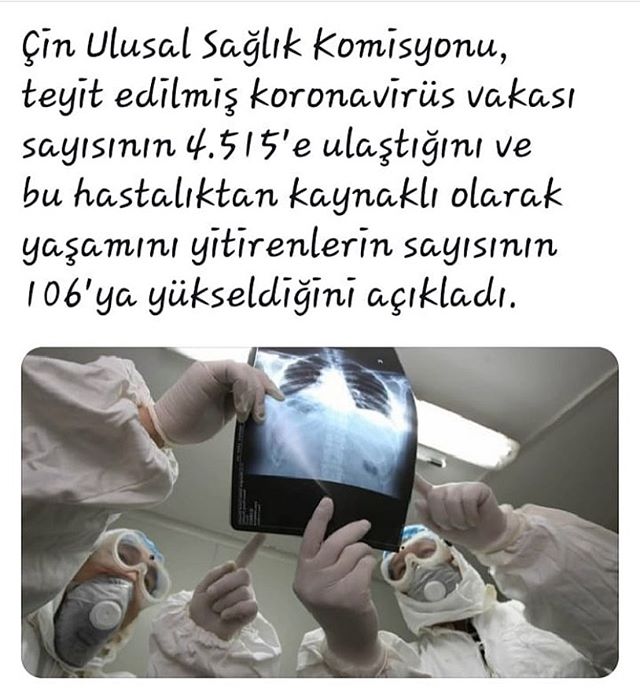 Çin Ulusal Sağlık Komisyonu,
teyit edilmiş koronavirüs vakası
sayısının 4.515'e ulaştığını ve
bu hastalıktan kaynaklı olarak
yaşamını yitirenlerin sayısının
106'ya yükseldiğini açıkladı.